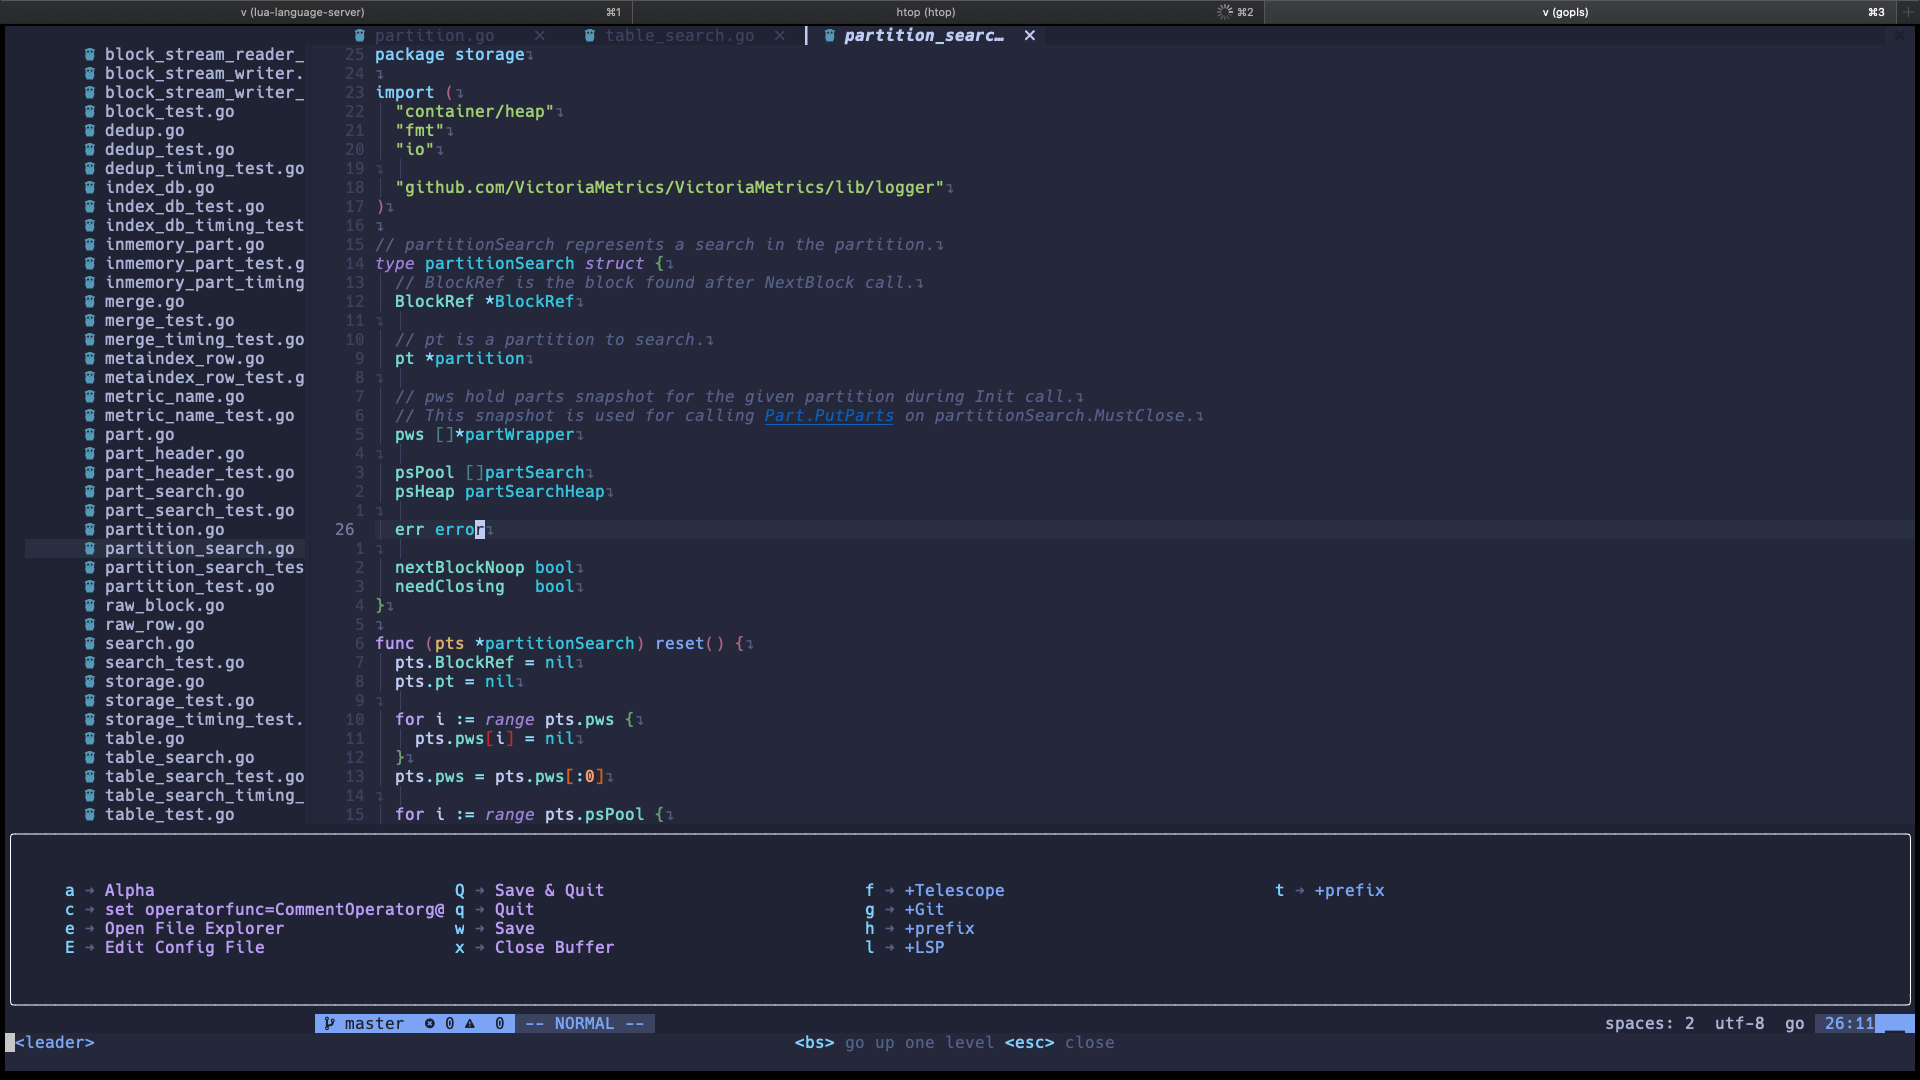 v (lua-language-server) ⌘1 htop (htop) ⌘2 v (gopls) ⌘3 +
partition.go × table_search.go × partition_searc… ×
block_stream_reader_
block_stream_writer.
block_stream_writer_
block_test.go
dedup.go
dedup_test.go
dedup_timing_test.go
index_db.go
index_db_test.go
index_db_timing_test
inmemory_part.go
inmemory_part_test.g
inmemory_part_timing
merge.go
merge_test.go
merge_timing_test.go
metaindex_row.go
metaindex_row_test.g
metric_name.go
metric_name_test.go
part.go
part_header.go
part_header_test.go
part_search.go
part_search_test.go
partition.go
partition_search.go
partition_search_tes
partition_test.go
raw_block.go
raw_row.go
search.go
search_test.go
storage.go
storage_test.go
storage_timing_test.
table.go
table_search.go
table_search_test.go
table_search_timing_
table_test.go
25 package storage
24
23 import (
22 "container/heap"
21 "fmt"
20 "io"
19
18 "github.com/VictoriaMetrics/VictoriaMetrics/lib/logger"
17 )
16
15 // partitionSearch represents a search in the partition.
14 type partitionSearch struct {
13 // BlockRef is the block found after NextBlock call.
12 BlockRef *BlockRef
11
10 // pt is a partition to search.
9 pt *partition
8
7 // pws hold parts snapshot for the given partition during Init call.
6 // This snapshot is used for calling Part.PutParts on partitionSearch.MustClose.
5 pws []*partWrapper
4
3 psPool []partSearch
2 psHeap partSearchHeap
1
26 err error
1
2 nextBlockNoop bool
3 needClosing bool
4 }
5
6 func (pts *partitionSearch) reset() {
7 pts.BlockRef = nil
8 pts.pt = nil
9
10 for i := range pts.pws {
11 pts.pws[i] = nil
12 }
13 pts.pws = pts.pws[:0]
14
15 for i := range pts.psPool {
a → Alpha Q → Save & Quit f → +Telescope t → +prefix
c → set operatorfunc=CommentOperatorg@ q → Quit g → +Git
e → Open File Explorer w → Save h → +prefix
E → Edit Config File x → Close Buffer l → +LSP
master 0 0 -- NORMAL -- spaces: 2 utf-8 go 26:11
<leader> <bs> go up one level <esc> close